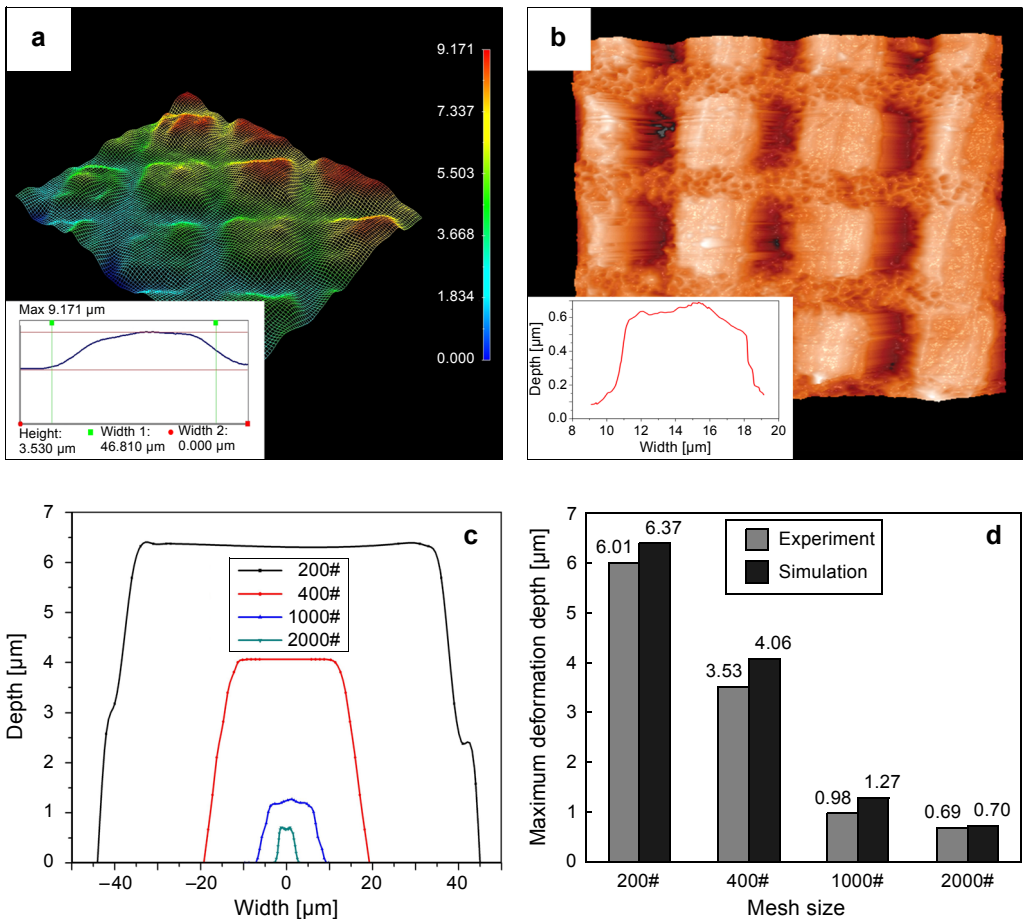 a
9.171
7.337
5.503
3.668
1.834
0.000
Max 9.171 µm
Height:
3.530 µm
Width 1:
46.810 µm
Width 2:
0.000 µm
b
Depth [µm]
0.6
0.4
0.2
0.0
8 10 12 14 16 18 20
Width [µm]
c
Depth [µm]
7
6
5
4
3
2
1
0
200#
400#
1000#
2000#
–40 –20 0 20 40
Width [µm]
d
Maximum deformation depth [µm]
7
6
5
4
3
2
1
0
Experiment
Simulation
6.01 6.37
3.53 4.06
0.98 1.27
0.69 0.70
200# 400# 1000# 2000#
Mesh size